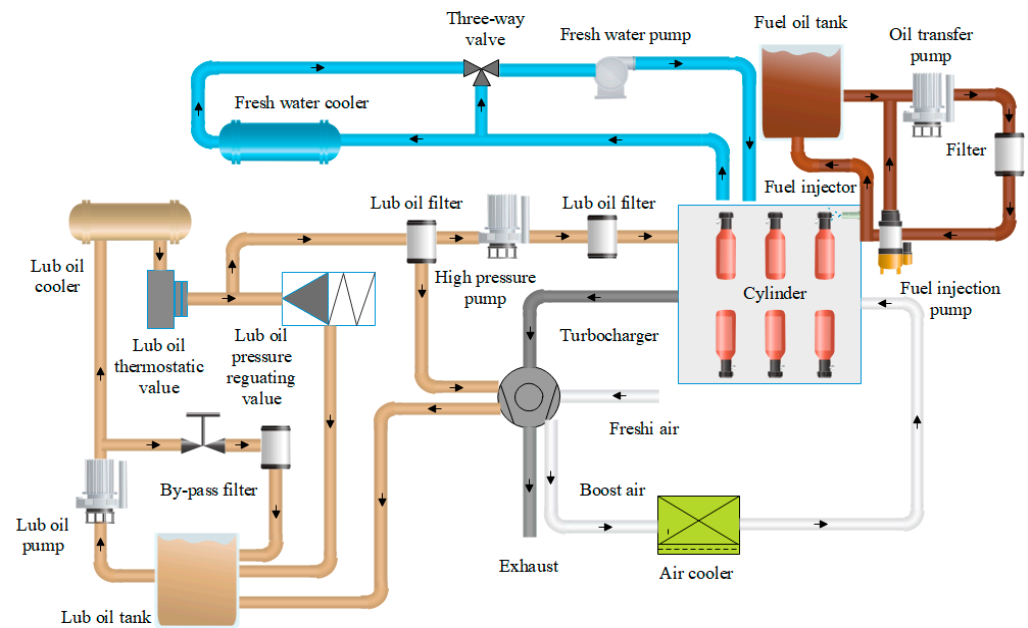 Three-way
valve
Fresh water pump
Fuel oil tank
Oil transfer
pump
Fresh water cooler
Filter
Fuel injector
Lub oil filter
Lub oil filter
Lub oil
cooler
High pressure
pump
Cylinder
Fuel injection
pump
Lub oil
thermostatic
value
Lub oil
pressure
reguating
value
Turbocharger
Freshi air
By-pass filter
Boost air
Lub oil
pump
Exhaust
Air cooler
Lub oil tank